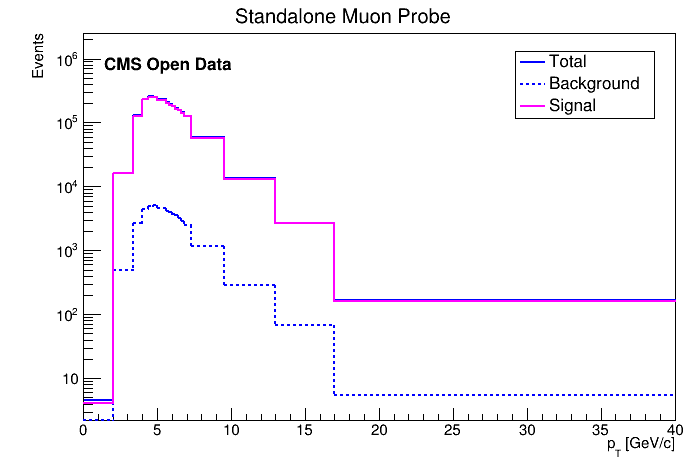 Standalone Muon Probe
Events
CMS Open Data
Total
Background
Signal
10^6
10^5
10^4
10^3
10^2
10
0 5 10 15 20 25 30 35 40
p_T [GeV/c]